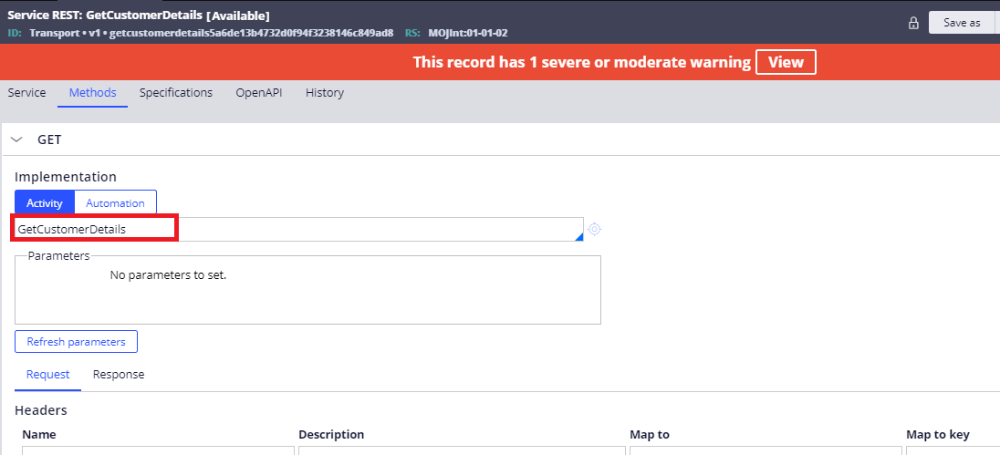 Service REST: GetCustomerDetails [Available]
ID: Transport • v1 • getcustomerdetails5a6de13b4732d0f94f3238146c849ad8 RS: MOJInt:01-01-02
Save as
This record has 1 severe or moderate warning View
Service Methods Specifications OpenAPI History
GET
Implementation
Activity Automation
GetCustomerDetails
Parameters
No parameters to set.
Refresh parameters
Request Response
Headers
Name Description Map to Map to key